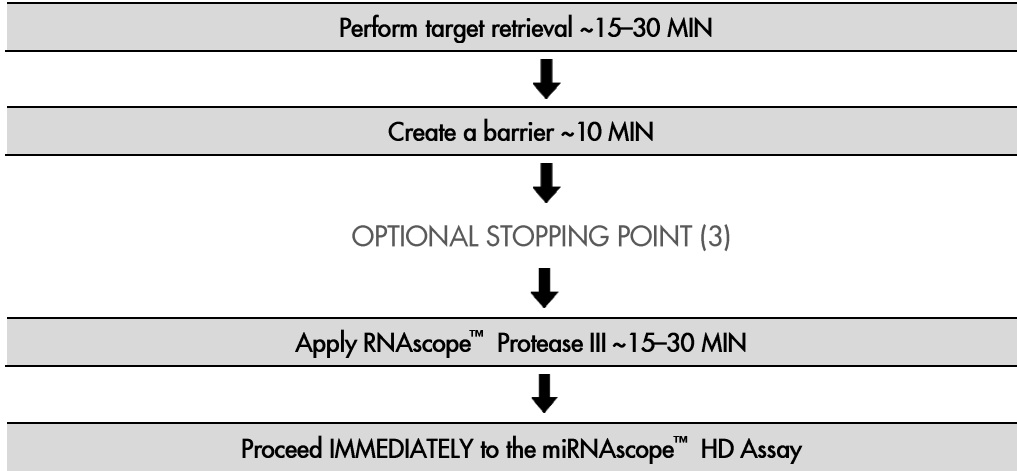 Perform target retrieval ~15–30 MIN
Create a barrier ~10 MIN
OPTIONAL STOPPING POINT (3)
Apply RNAscope™ Protease III ~15–30 MIN
Proceed IMMEDIATELY to the miRNAscope™ HD Assay